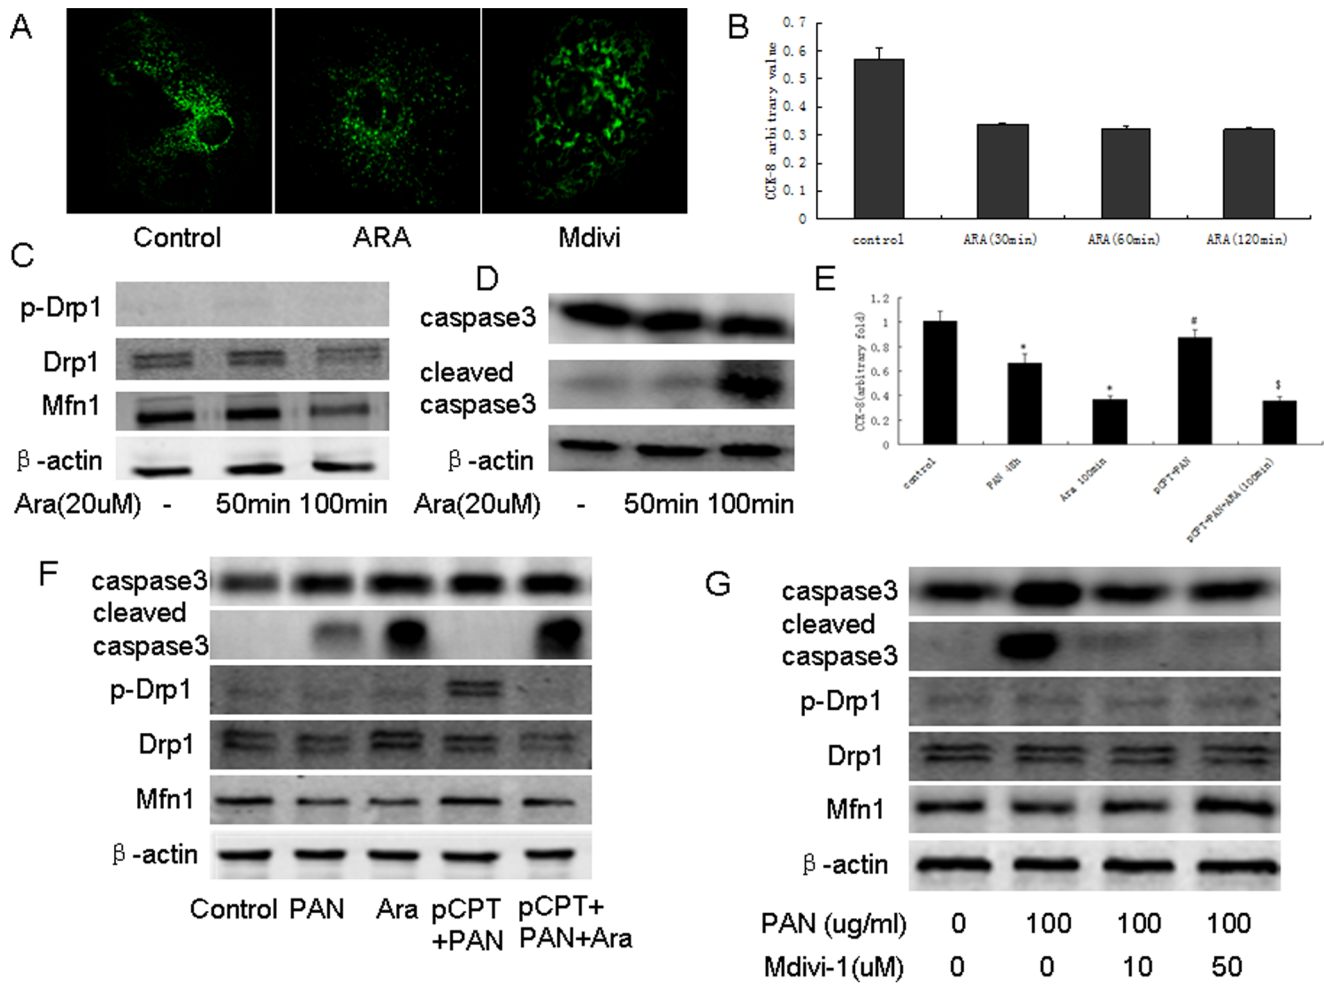 A
Control
ARA
Mdivi
B
CCK-8 arbitrary value
0.7
0.6
0.5
0.4
0.3
0.2
0.1
0
control
ARA(30min)
ARA(60min)
ARA(120min)
C
p-Drp1
Drp1
Mfn1
β-actin
Ara(20uM) - 50min 100min
D
caspase3
cleaved
caspase3
β-actin
Ara(20uM) - 50min 100min
E
CCK-8(arbitrary fold)
1.2
1
0.8
0.6
0.4
0.2
0
*
*
#
$
control
PAN 48h
Ara 100min
pCPT+PAN
pCPT+PAN+ARA(100min)
F
caspase3
cleaved
caspase3
p-Drp1
Drp1
Mfn1
β-actin
Control PAN Ara pCPT pCPT+
+PAN PAN+Ara
G
caspase3
cleaved
caspase3
p-Drp1
Drp1
Mfn1
β-actin
PAN (ug/ml) 0 100 100 100
Mdivi-1(uM) 0 0 10 50